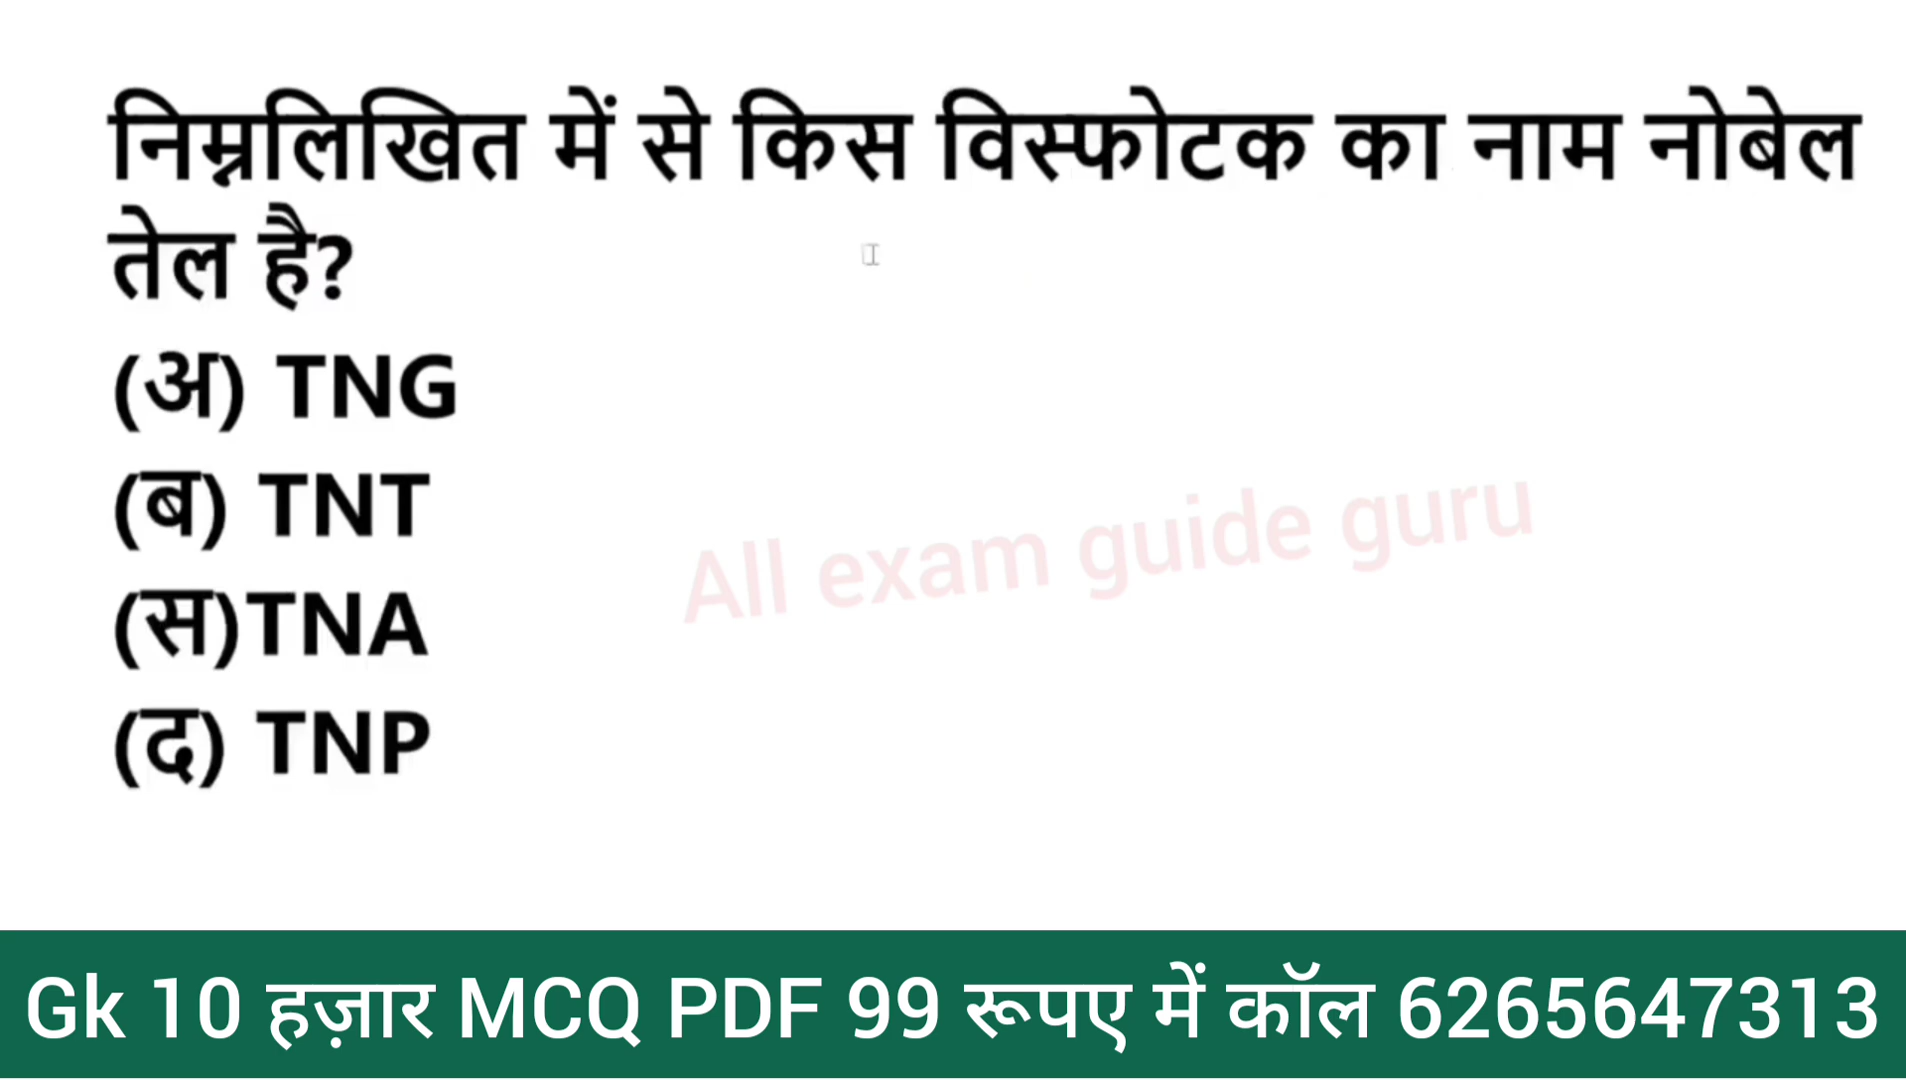 निम्नलिखित में से किस विस्फोटक का नाम नोबेल
तेल है?
(अ) TNG
(ब) TNT
(स)TNA
(द) TNP
All exam guide guru
Gk 10 हज़ार MCQ PDF 99 रूपए में कॉल 6265647313